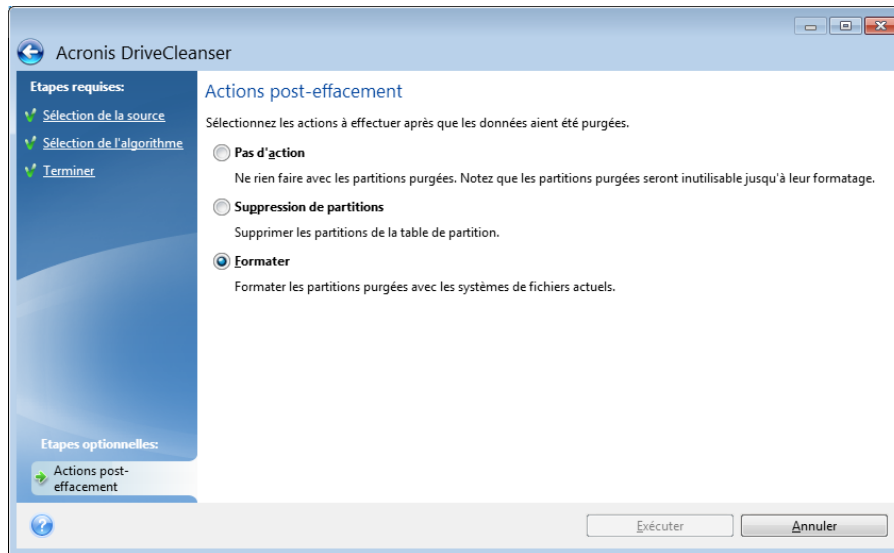 Acronis DriveCleanser
Etapes requises:
Sélection de la source
Sélection de l'algorithme
Terminer
Actions post-effacement
Sélectionnez les actions à effectuer après que les données aient été purgées.
Pas d'action
Ne rien faire avec les partitions purgées. Notez que les partitions purgées seront inutilisable jusqu'à leur formatage.
Suppression de partitions
Supprimer les partitions de la table de partition.
Formater
Formater les partitions purgées avec les systèmes de fichiers actuels.
Etapes optionnelles:
Actions post-
effacement
Exécuter
Annuler